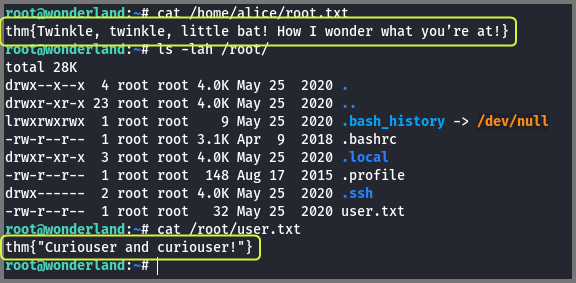 root@wonderland:~# cat /home/alice/root.txt
thm{Twinkle, twinkle, little bat! How I wonder what you’re at!}
root@wonderland:~# ls -lah /root/
total 28K
drwx--x--x  4 root root 4.0K May 25  2020 .
drwxr-xr-x 23 root root 4.0K May 25  2020 ..
lrwxrwxrwx  1 root root    9 May 25  2020 .bash_history -> /dev/null
-rw-r--r--  1 root root 3.1K Apr  9  2018 .bashrc
drwxr-xr-x  3 root root 4.0K May 25  2020 .local
-rw-r--r--  1 root root  148 Aug 17  2015 .profile
drwx------  2 root root 4.0K May 25  2020 .ssh
-rw-r--r--  1 root root   32 May 25  2020 user.txt
root@wonderland:~# cat /root/user.txt
thm{"Curiouser and curiouser!"}
root@wonderland:~#